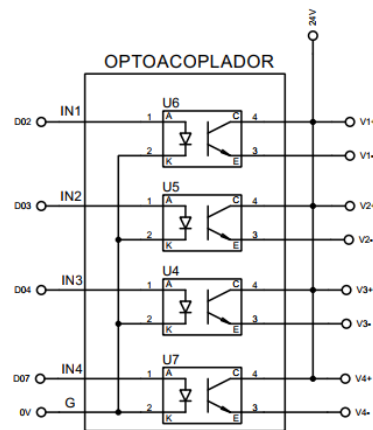 24V
OPTOACOPLADOR
U6
D02 IN1 1 A C 4 V1+
2 K E 3 V1-
U5
D03 IN2 1 A C 4 V2+
2 K E 3 V2-
U4
D04 IN3 1 A C 4 V3+
2 K E 3 V3-
U7
D07 IN4 1 A C 4 V4+
0V G 2 K E 3 V4-